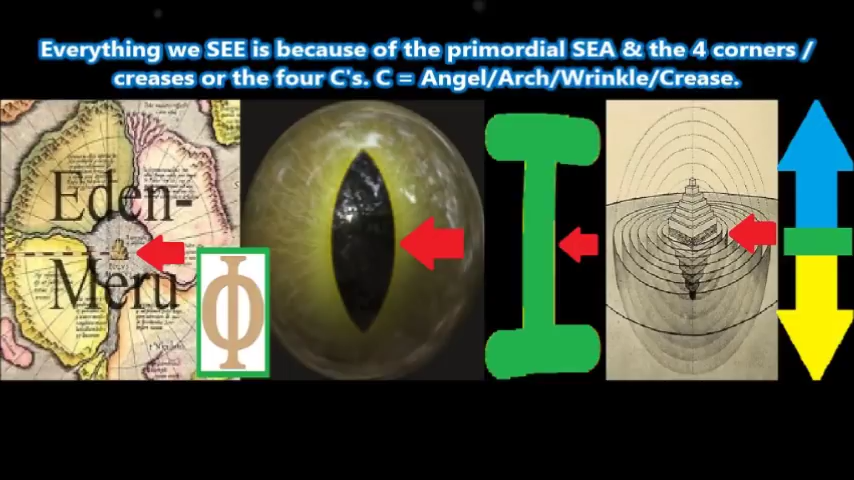 Everything we SEE is because of the primordial SEA & the 4 corners /
creases or the four C's. C = Angel/Arch/Wrinkle/Crease.
Eden-
Meru
Φ
I